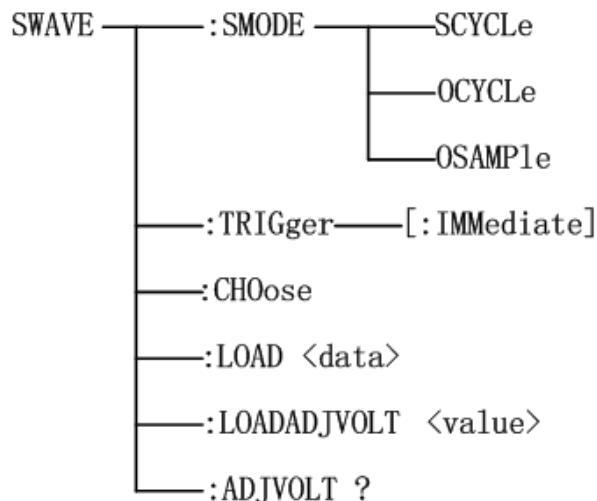 SWAVE :SMODE SCYCLe
OCYCLe
OSAMPle
:TRIGger [:IMMediate]
:CHOose
:LOAD <data>
:LOADADJVOLT <value>
:ADJVOLT ?